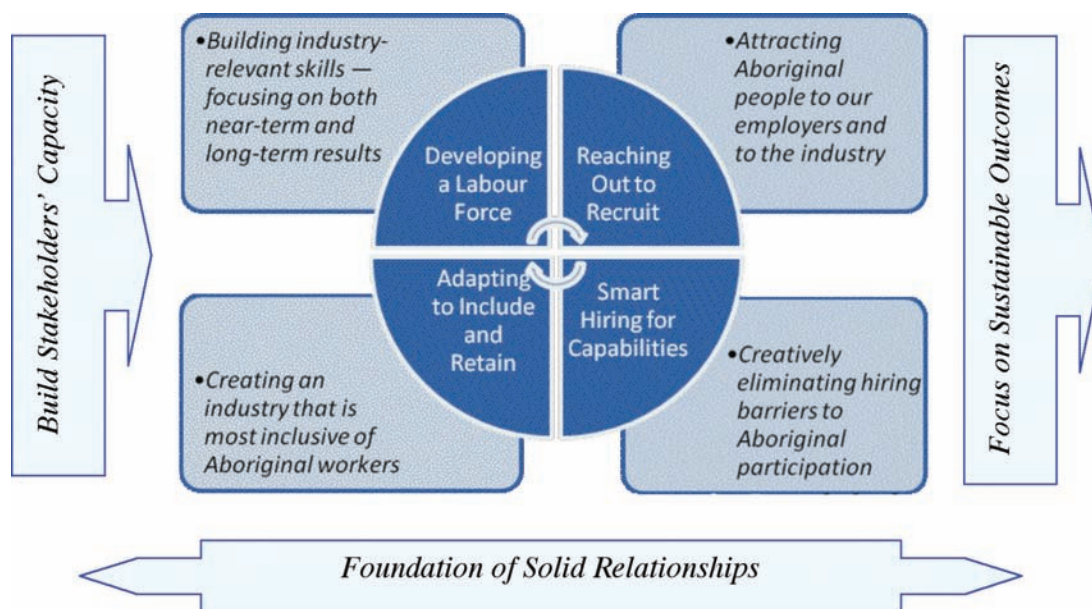 Build Stakeholders' Capacity
•Building industry-
relevant skills —
focusing on both
near-term and
long-term results
Developing
a Labour
Force
Reaching
Out to
Recruit
•Attracting
Aboriginal
people to our
employers and
to the industry
Adapting
to Include
and
Retain
Smart
Hiring for
Capabilities
•Creating an
industry that is
most inclusive of
Aboriginal workers
•Creatively
eliminating hiring
barriers to
Aboriginal
participation
Focus on Sustainable Outcomes
Foundation of Solid Relationships